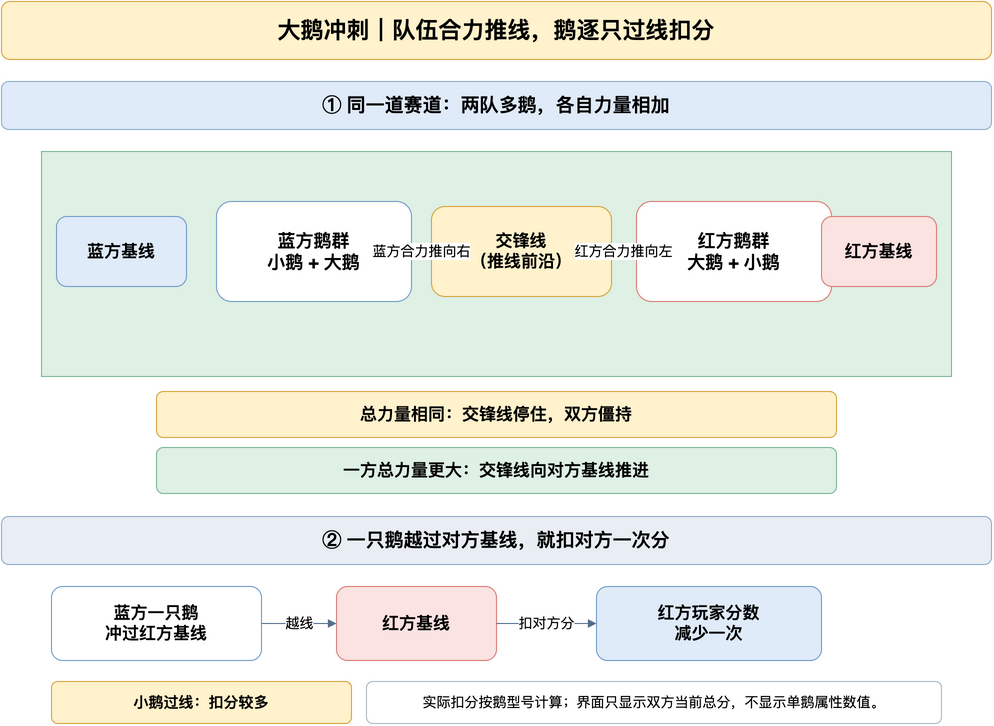 大鹅冲刺｜队伍合力推线，鹅逐只过线扣分
① 同一道赛道：两队多鹅，各自力量相加
蓝方基线
蓝方鹅群
小鹅 + 大鹅
蓝方合力推向右
交锋线
（推线前沿）
红方合力推向左
红方鹅群
大鹅 + 小鹅
红方基线
总力量相同：交锋线停住，双方僵持
一方总力量更大：交锋线向对方基线推进
② 一只鹅越过对方基线，就扣对方一次分
蓝方一只鹅
冲过红方基线
越线
红方基线
扣对方分
红方玩家分数
减少一次
小鹅过线：扣分较多
实际扣分按鹅型号计算；界面只显示双方当前总分，不显示单鹅属性数值。